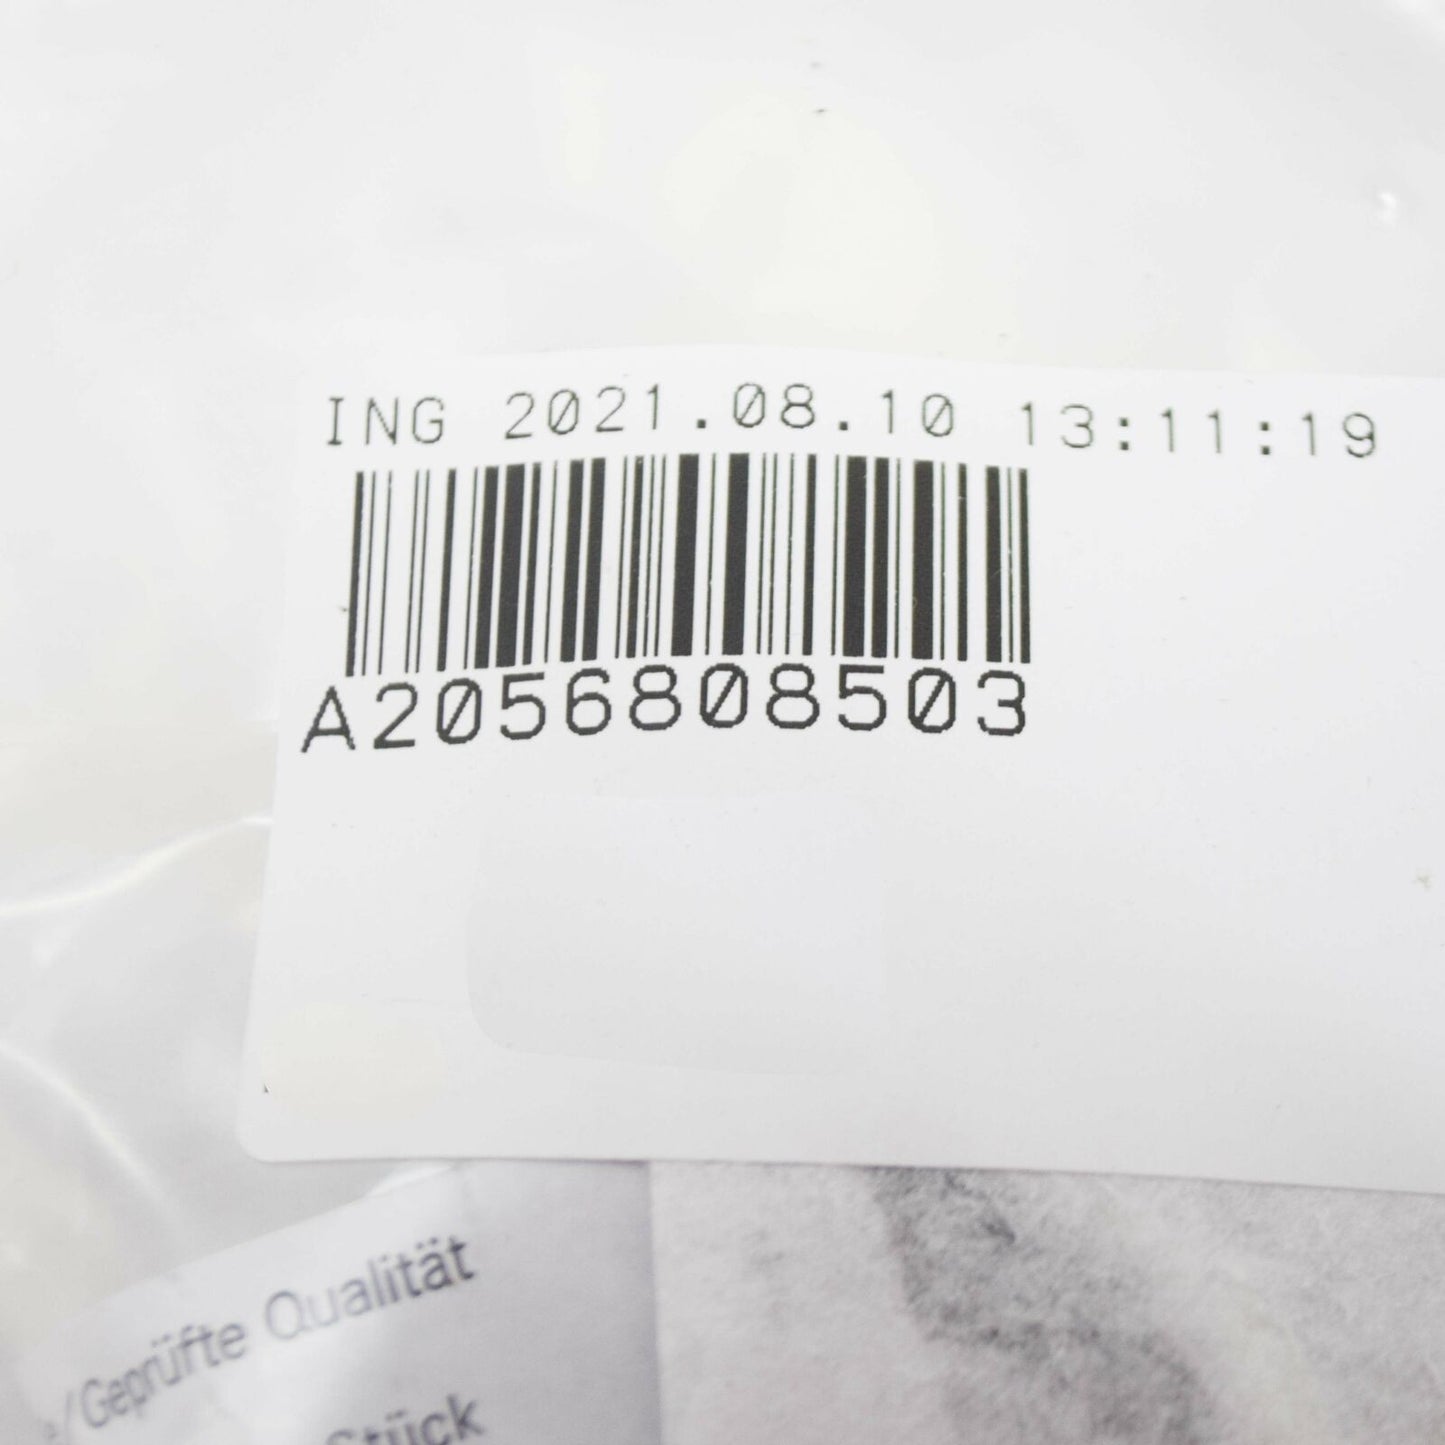 ING 2021.08.10 13:11:19
A2056808503
/Geprüfte Qualität
Stück